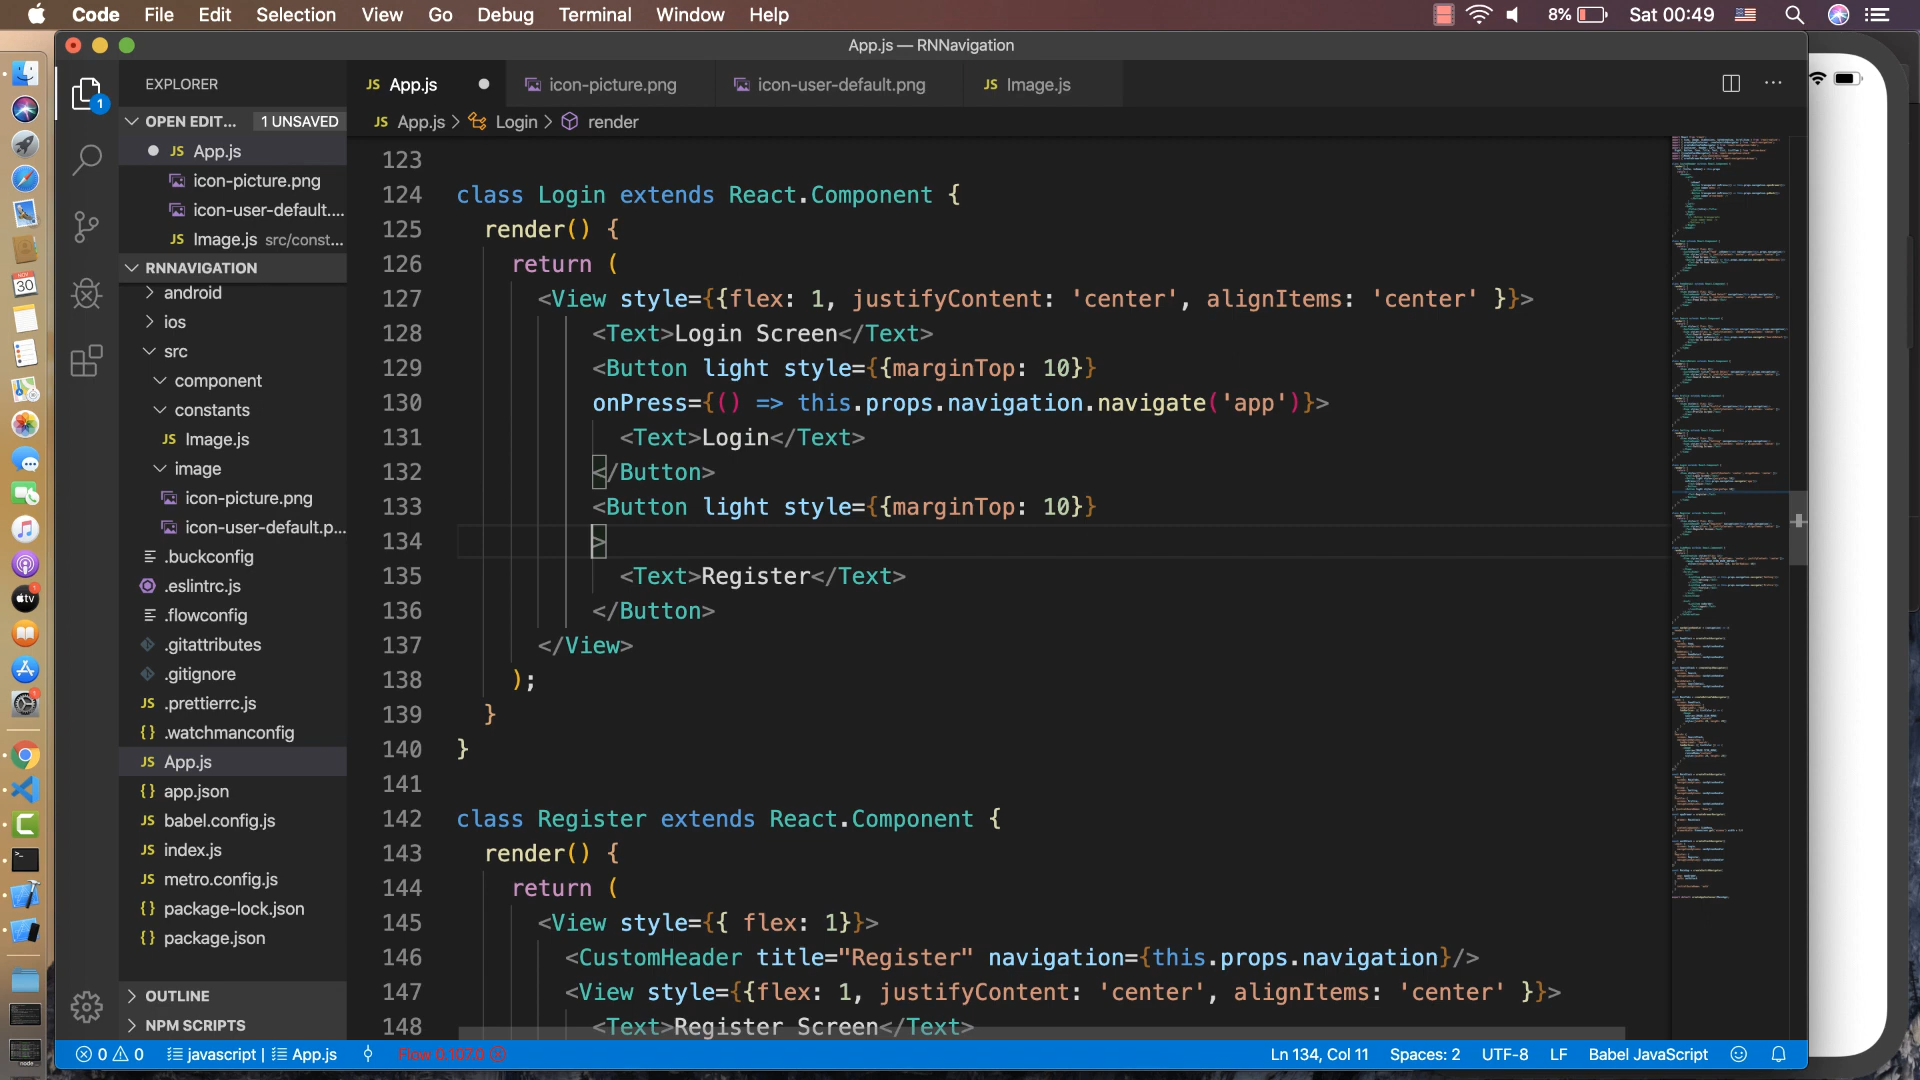 Code File Edit Selection View Go Debug Terminal Window Help 8% Sat 00:49
App.js — RNNavigation
EXPLORER
App.js icon-picture.png icon-user-default.png Image.js
OPEN EDIT... 1 UNSAVED
App.js > Login > render
App.js
icon-picture.png
icon-user-default....
Image.js src/const...
RNNAVIGATION
android
ios
src
component
constants
Image.js
image
icon-picture.png
icon-user-default.p...
.buckconfig
.eslintrc.js
.flowconfig
.gitattributes
.gitignore
.prettierrc.js
.watchmanconfig
App.js
app.json
babel.config.js
index.js
metro.config.js
package-lock.json
package.json
OUTLINE
NPM SCRIPTS
123
124 class Login extends React.Component {
125 render() {
126 return (
127 <View style={{flex: 1, justifyContent: 'center', alignItems: 'center' }}>
128 <Text>Login Screen</Text>
129 <Button light style={{marginTop: 10}}
130 onPress={() => this.props.navigation.navigate('app')}>
131 <Text>Login</Text>
132 </Button>
133 <Button light style={{marginTop: 10}}
134 >
135 <Text>Register</Text>
136 </Button>
137 </View>
138 );
139 }
140 }
141
142 class Register extends React.Component {
143 render() {
144 return (
145 <View style={{ flex: 1}}>
146 <CustomHeader title="Register" navigation={this.props.navigation}/>
147 <View style={{flex: 1, justifyContent: 'center', alignItems: 'center' }}>
148 <Text>Register Screen</Text>
0 0 javascript | App.js Flow 0.107.0 Ln 134, Col 11 Spaces: 2 UTF-8 LF Babel JavaScript